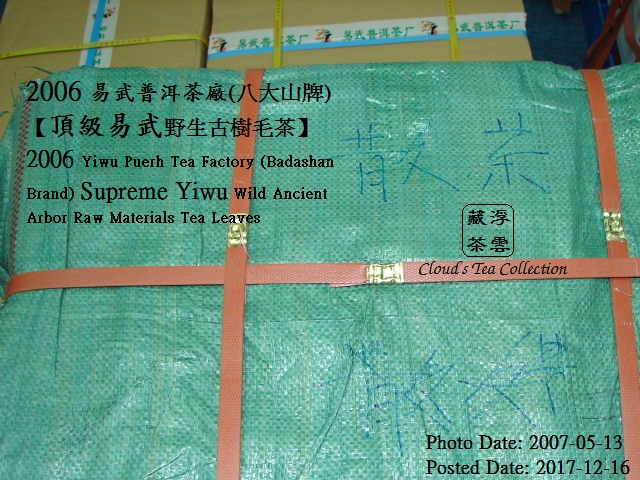 易武普洱茶厂
易武普洱茶厂
2006 易武普洱茶廠(八大山牌)
【頂級易武野生古樹毛茶】
2006 Yiwu Puerh Tea Factory (Badashan
Brand) Supreme Yiwu Wild Ancient
Arbor Raw Materials Tea Leaves
散茶
藏浮
茶雲
Cloud's Tea Collection
Photo Date: 2007-05-13
Posted Date: 2017-12-16